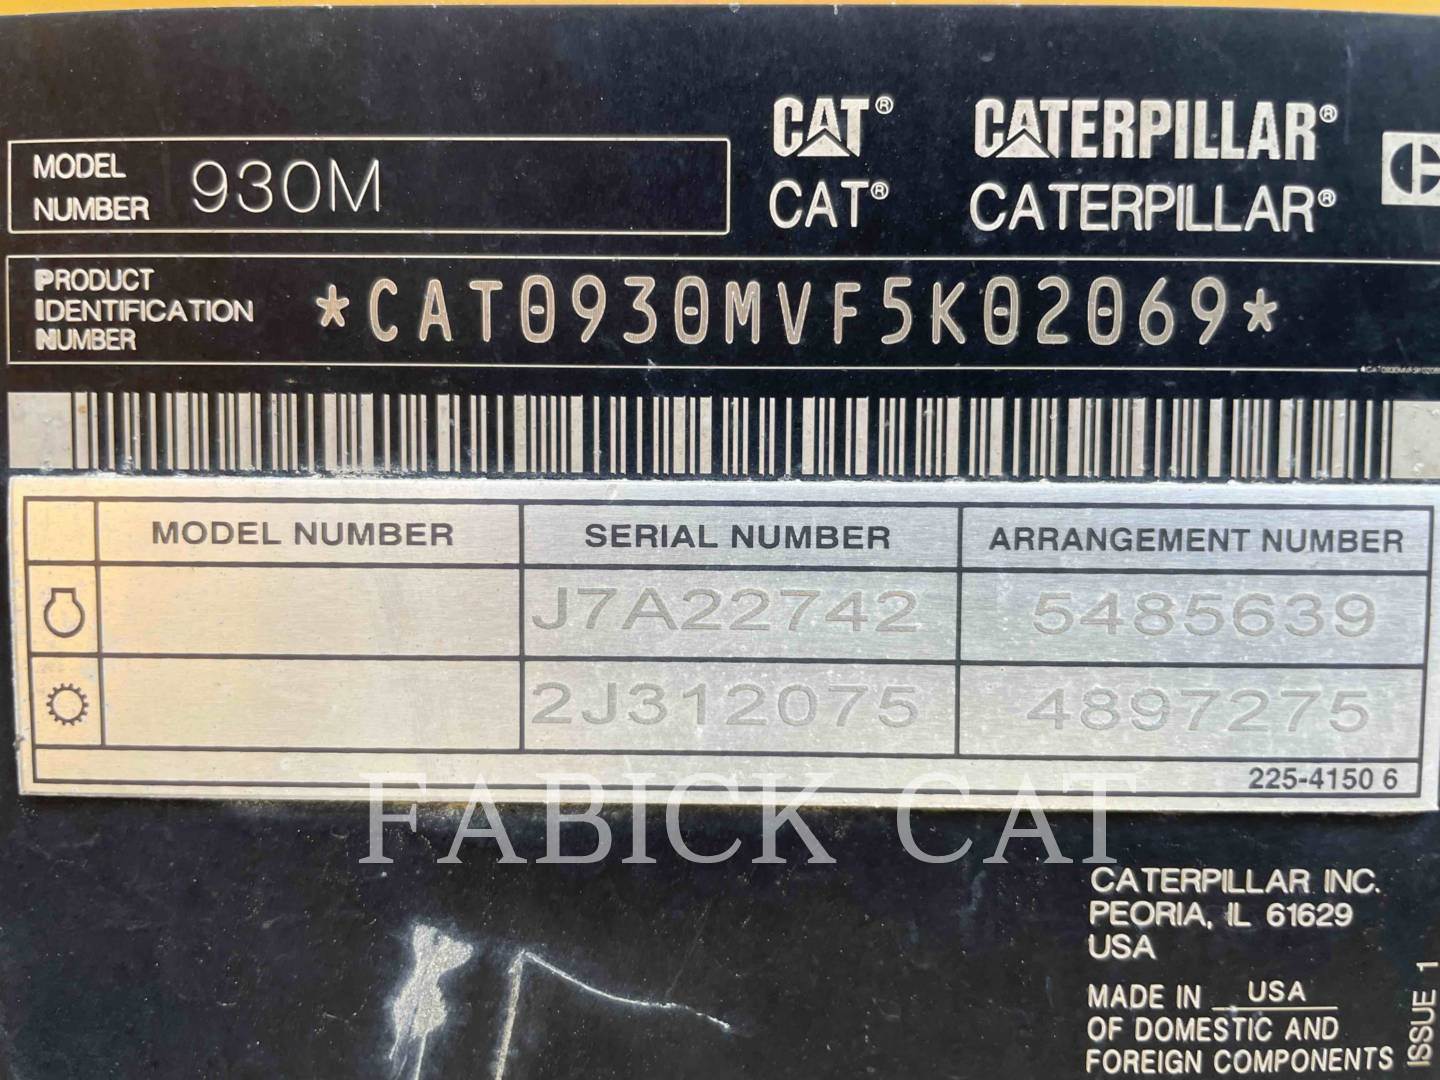 CAT® CATERPILLAR®
MODEL NUMBER 930M
CAT® CATERPILLAR®
PRODUCT IDENTIFICATION NUMBER *CAT0930MVF5K02069*
MODEL NUMBER SERIAL NUMBER ARRANGEMENT NUMBER
J7A22742 5485639
2J312075 4897275
225-4150 6
FABICK CAT
CATERPILLAR INC.
PEORIA, IL 61629
USA
MADE IN USA
OF DOMESTIC AND
FOREIGN COMPONENTS
ISSUE 1